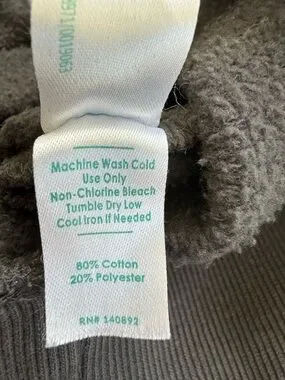 Machine Wash Cold
Use Only
Non-Chlorine Bleach
Tumble Dry Low
Cool Iron If Needed
80% Cotton
20% Polyester
RN# 140892